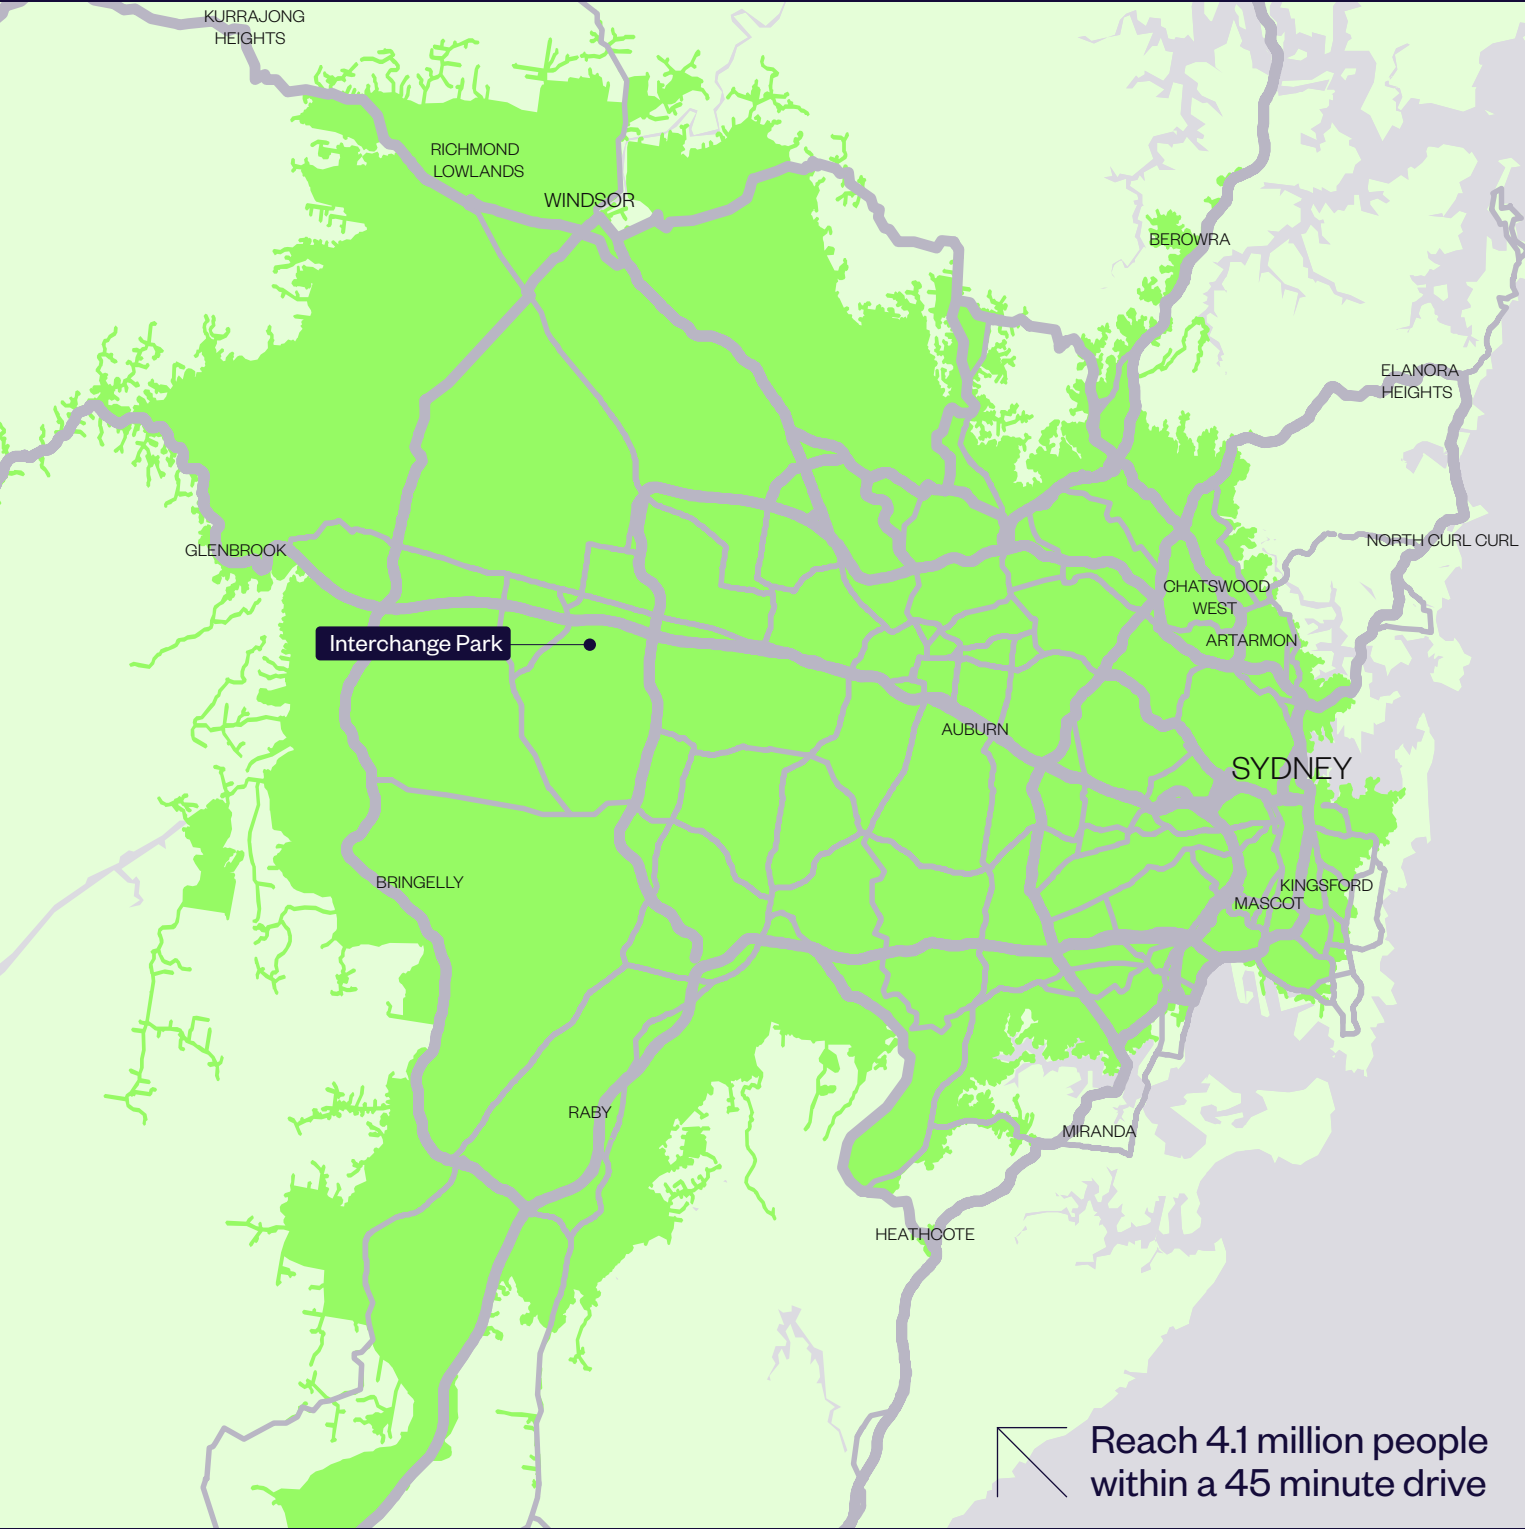 KURRAJONG
HEIGHTS
RICHMOND
LOWLANDS
WINDSOR
BEROWRA
ELANORA
HEIGHTS
NORTH CURL CURL
GLENBROOK
CHATSWOOD
WEST
Interchange Park
ARTARMON
AUBURN
SYDNEY
BRINGELLY
KINGSFORD
MASCOT
RABY
MIRANDA
HEATHCOTE
Reach 4.1 million people
within a 45 minute drive